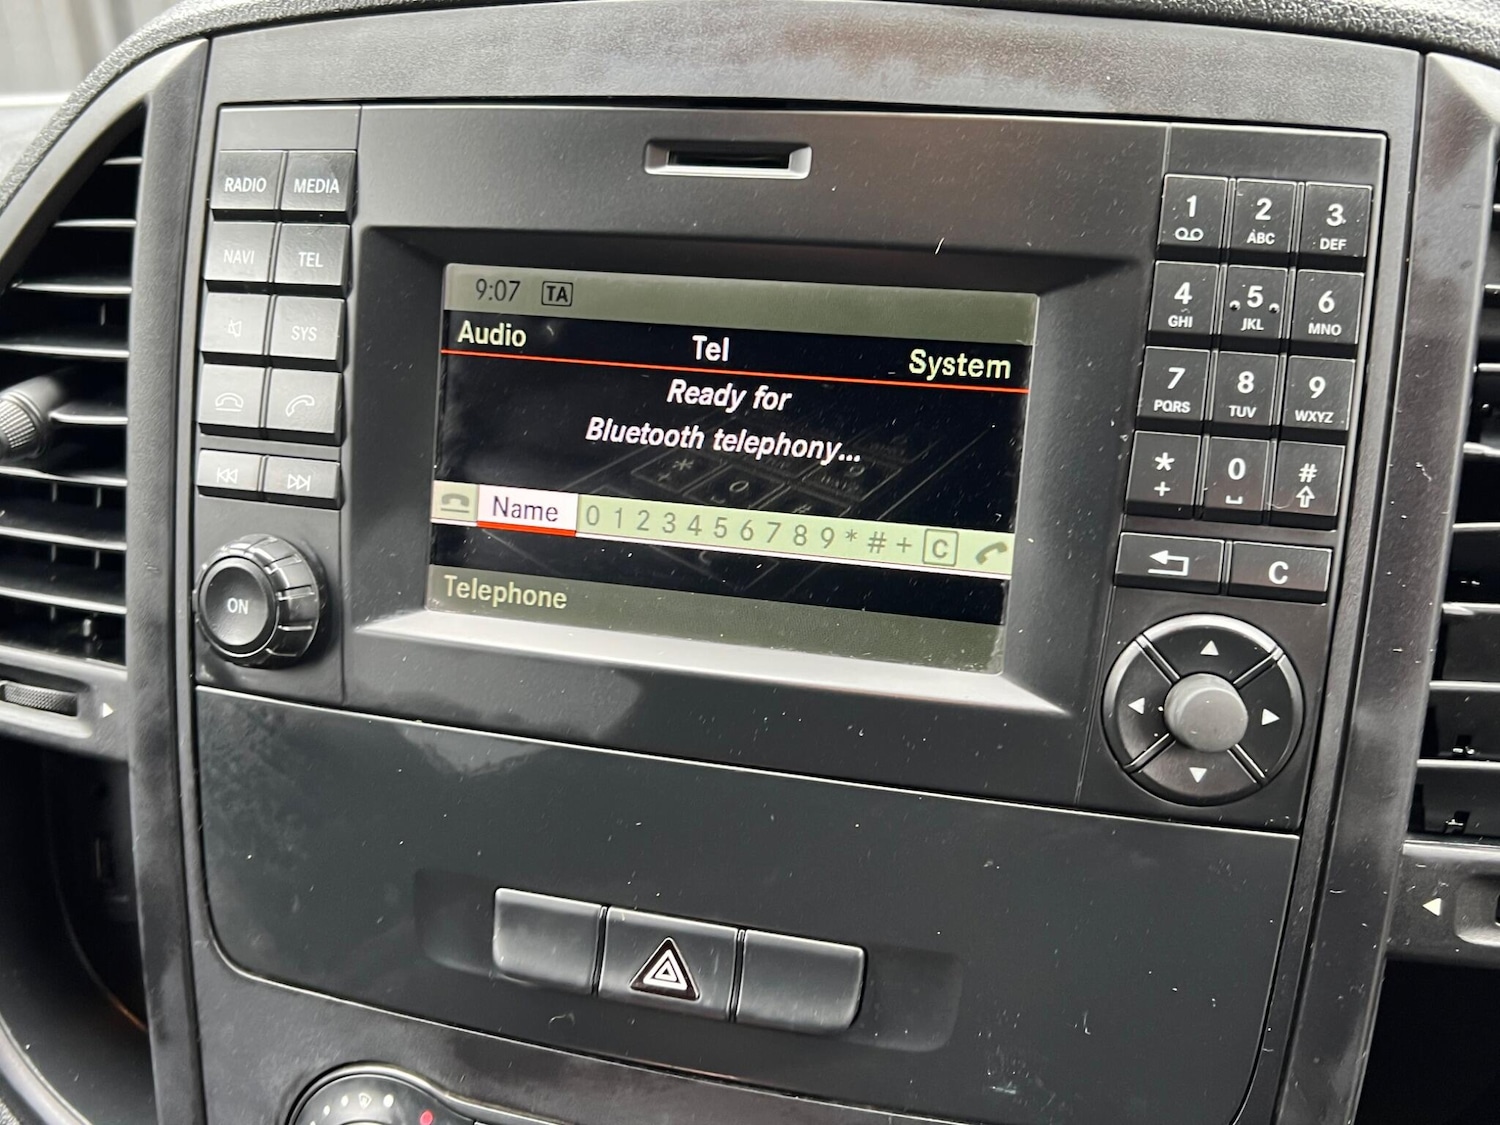 RADIO MEDIA
NAVI TEL
SYS
ON
9:07 TA
Audio Tel System
Ready for
Bluetooth telephony...
Name 0 1 2 3 4 5 6 7 8 9 * # + C
Telephone
1 2 3
ABC DEF
4 5 6
GHI JKL MNO
7 8 9
PQRS TUV WXYZ
* 0 #
+
C